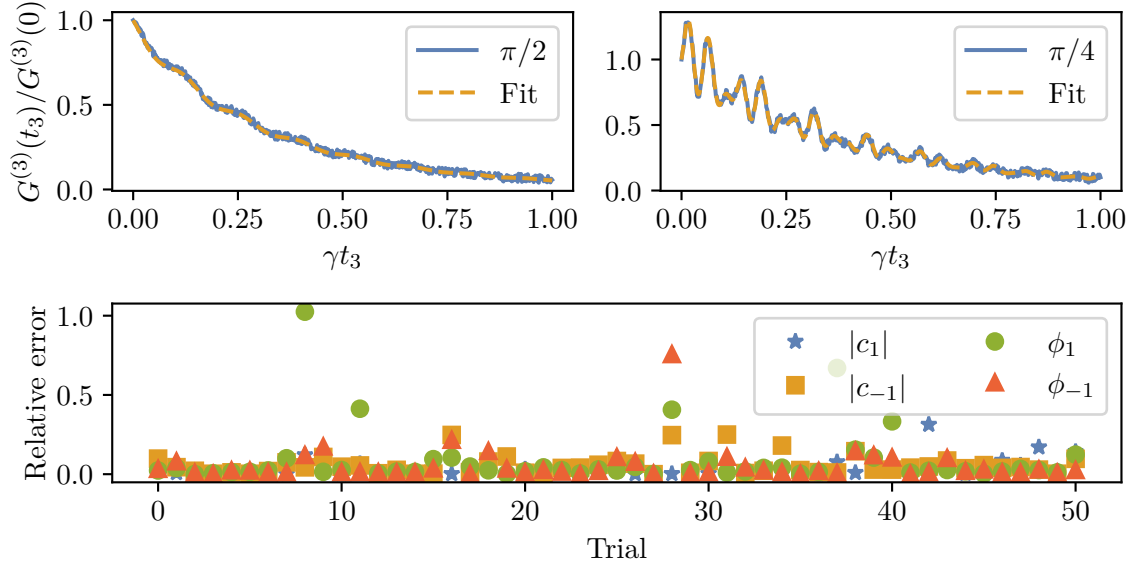 G^{(3)}(t_3)/G^{(3)}(0)
1.0
0.5
0.0
π/2
Fit
0.00 0.25 0.50 0.75 1.00
γt_3
1.0
0.5
0.0
π/4
Fit
0.00 0.25 0.50 0.75 1.00
γt_3
Relative error
1.0
0.5
0.0
|c_1| ϕ_1
|c_{−1}| ϕ_{−1}
0 10 20 30 40 50
Trial